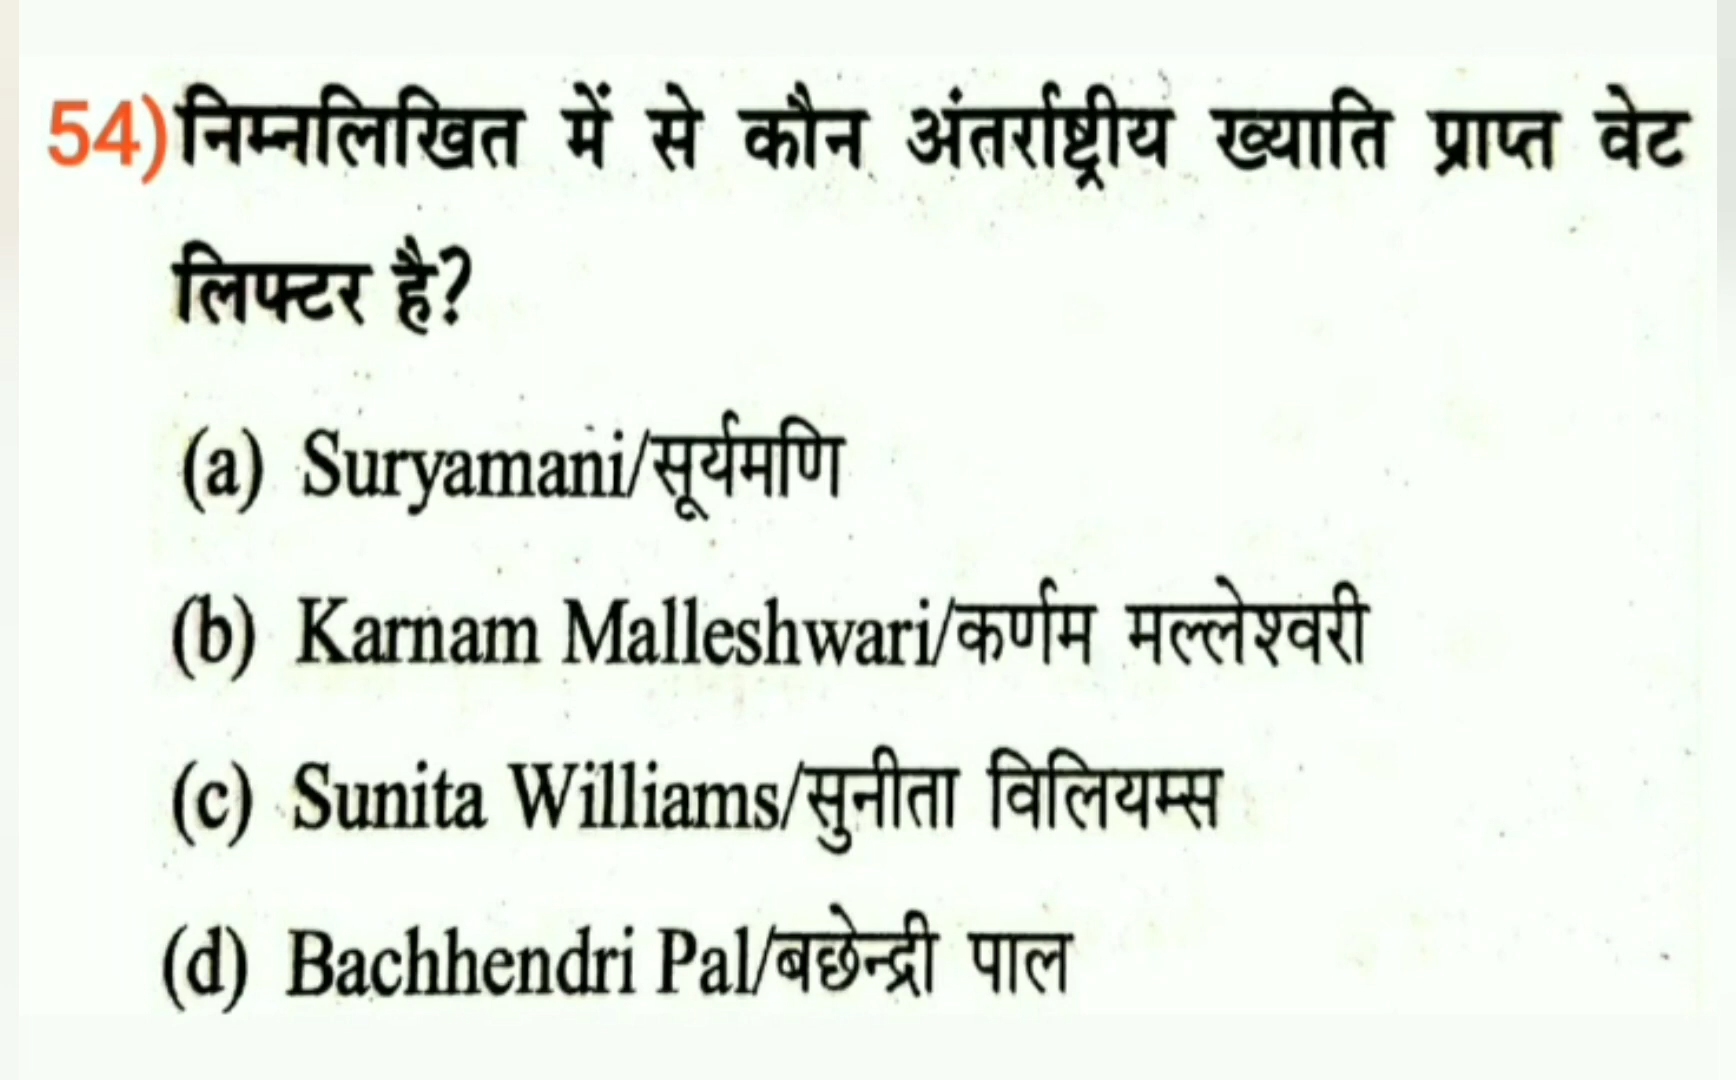 54)निम्नलिखित में से कौन अंतर्राष्ट्रीय ख्याति प्राप्त वेट
लिफ्टर है?
(a) Suryamani/सूर्यमणि
(b) Karnam Malleshwari/कर्णम मल्लेश्वरी
(c) Sunita Williams/सुनीता विलियम्स
(d) Bachhendri Pal/बछेन्द्री पाल